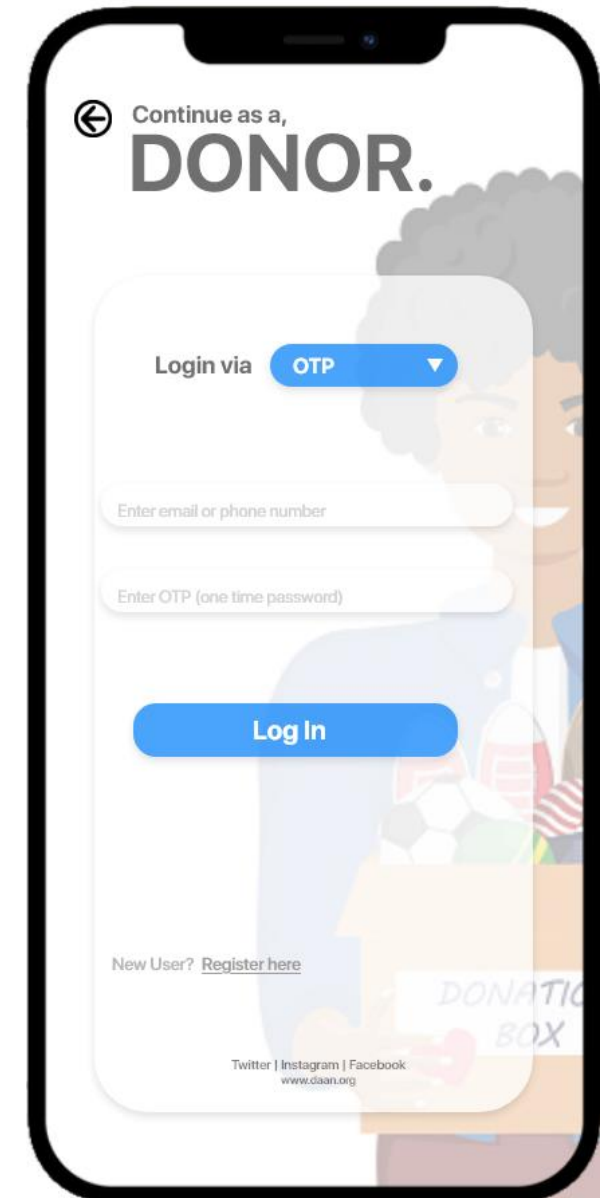 Continue as a,
DONOR.
Login via OTP
Enter email or phone number
Enter OTP (one time password)
Log In
New User? Register here
DONATIO
BOX
Twitter | Instagram | Facebook
www.daan.org